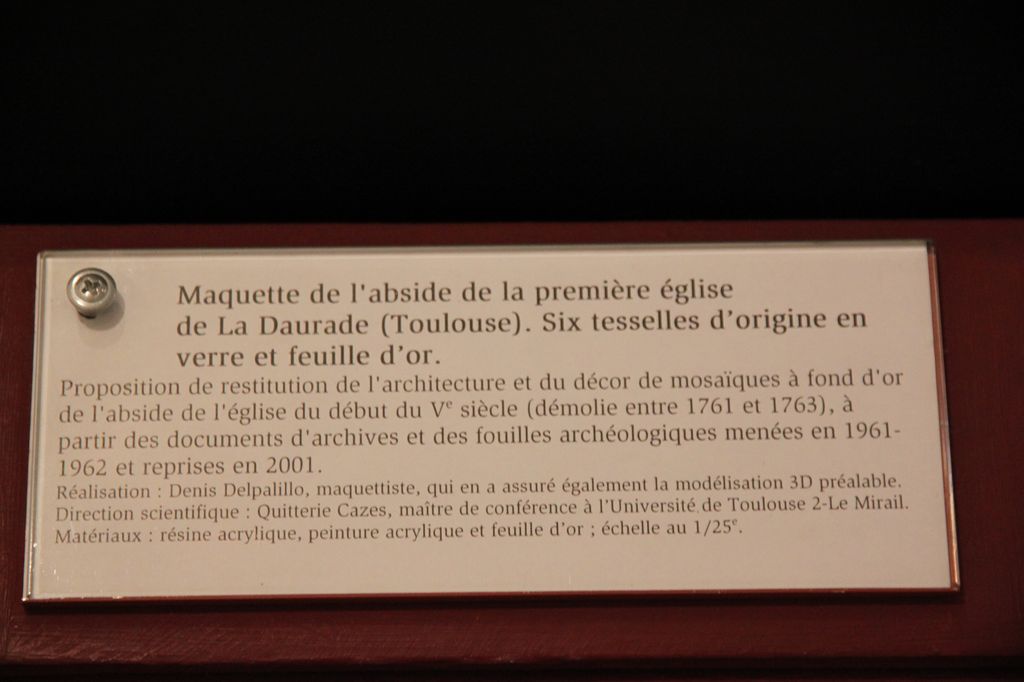 Maquette de l'abside de la première église
de La Daurade (Toulouse). Six tesselles d'origine en
verre et feuille d'or.
Proposition de restitution de l'architecture et du décor de mosaïques à fond d'or
de l'abside de l'église du début du Vᵉ siècle (démolie entre 1761 et 1763), à
partir des documents d'archives et des fouilles archéologiques menées en 1961-
1962 et reprises en 2001.
Réalisation : Denis Delpalillo, maquettiste, qui en a assuré également la modélisation 3D préalable.
Direction scientifique : Quitterie Cazes, maître de conférence à l'Université de Toulouse 2-Le Mirail.
Matériaux : résine acrylique, peinture acrylique et feuille d'or ; échelle au 1/25ᵉ.